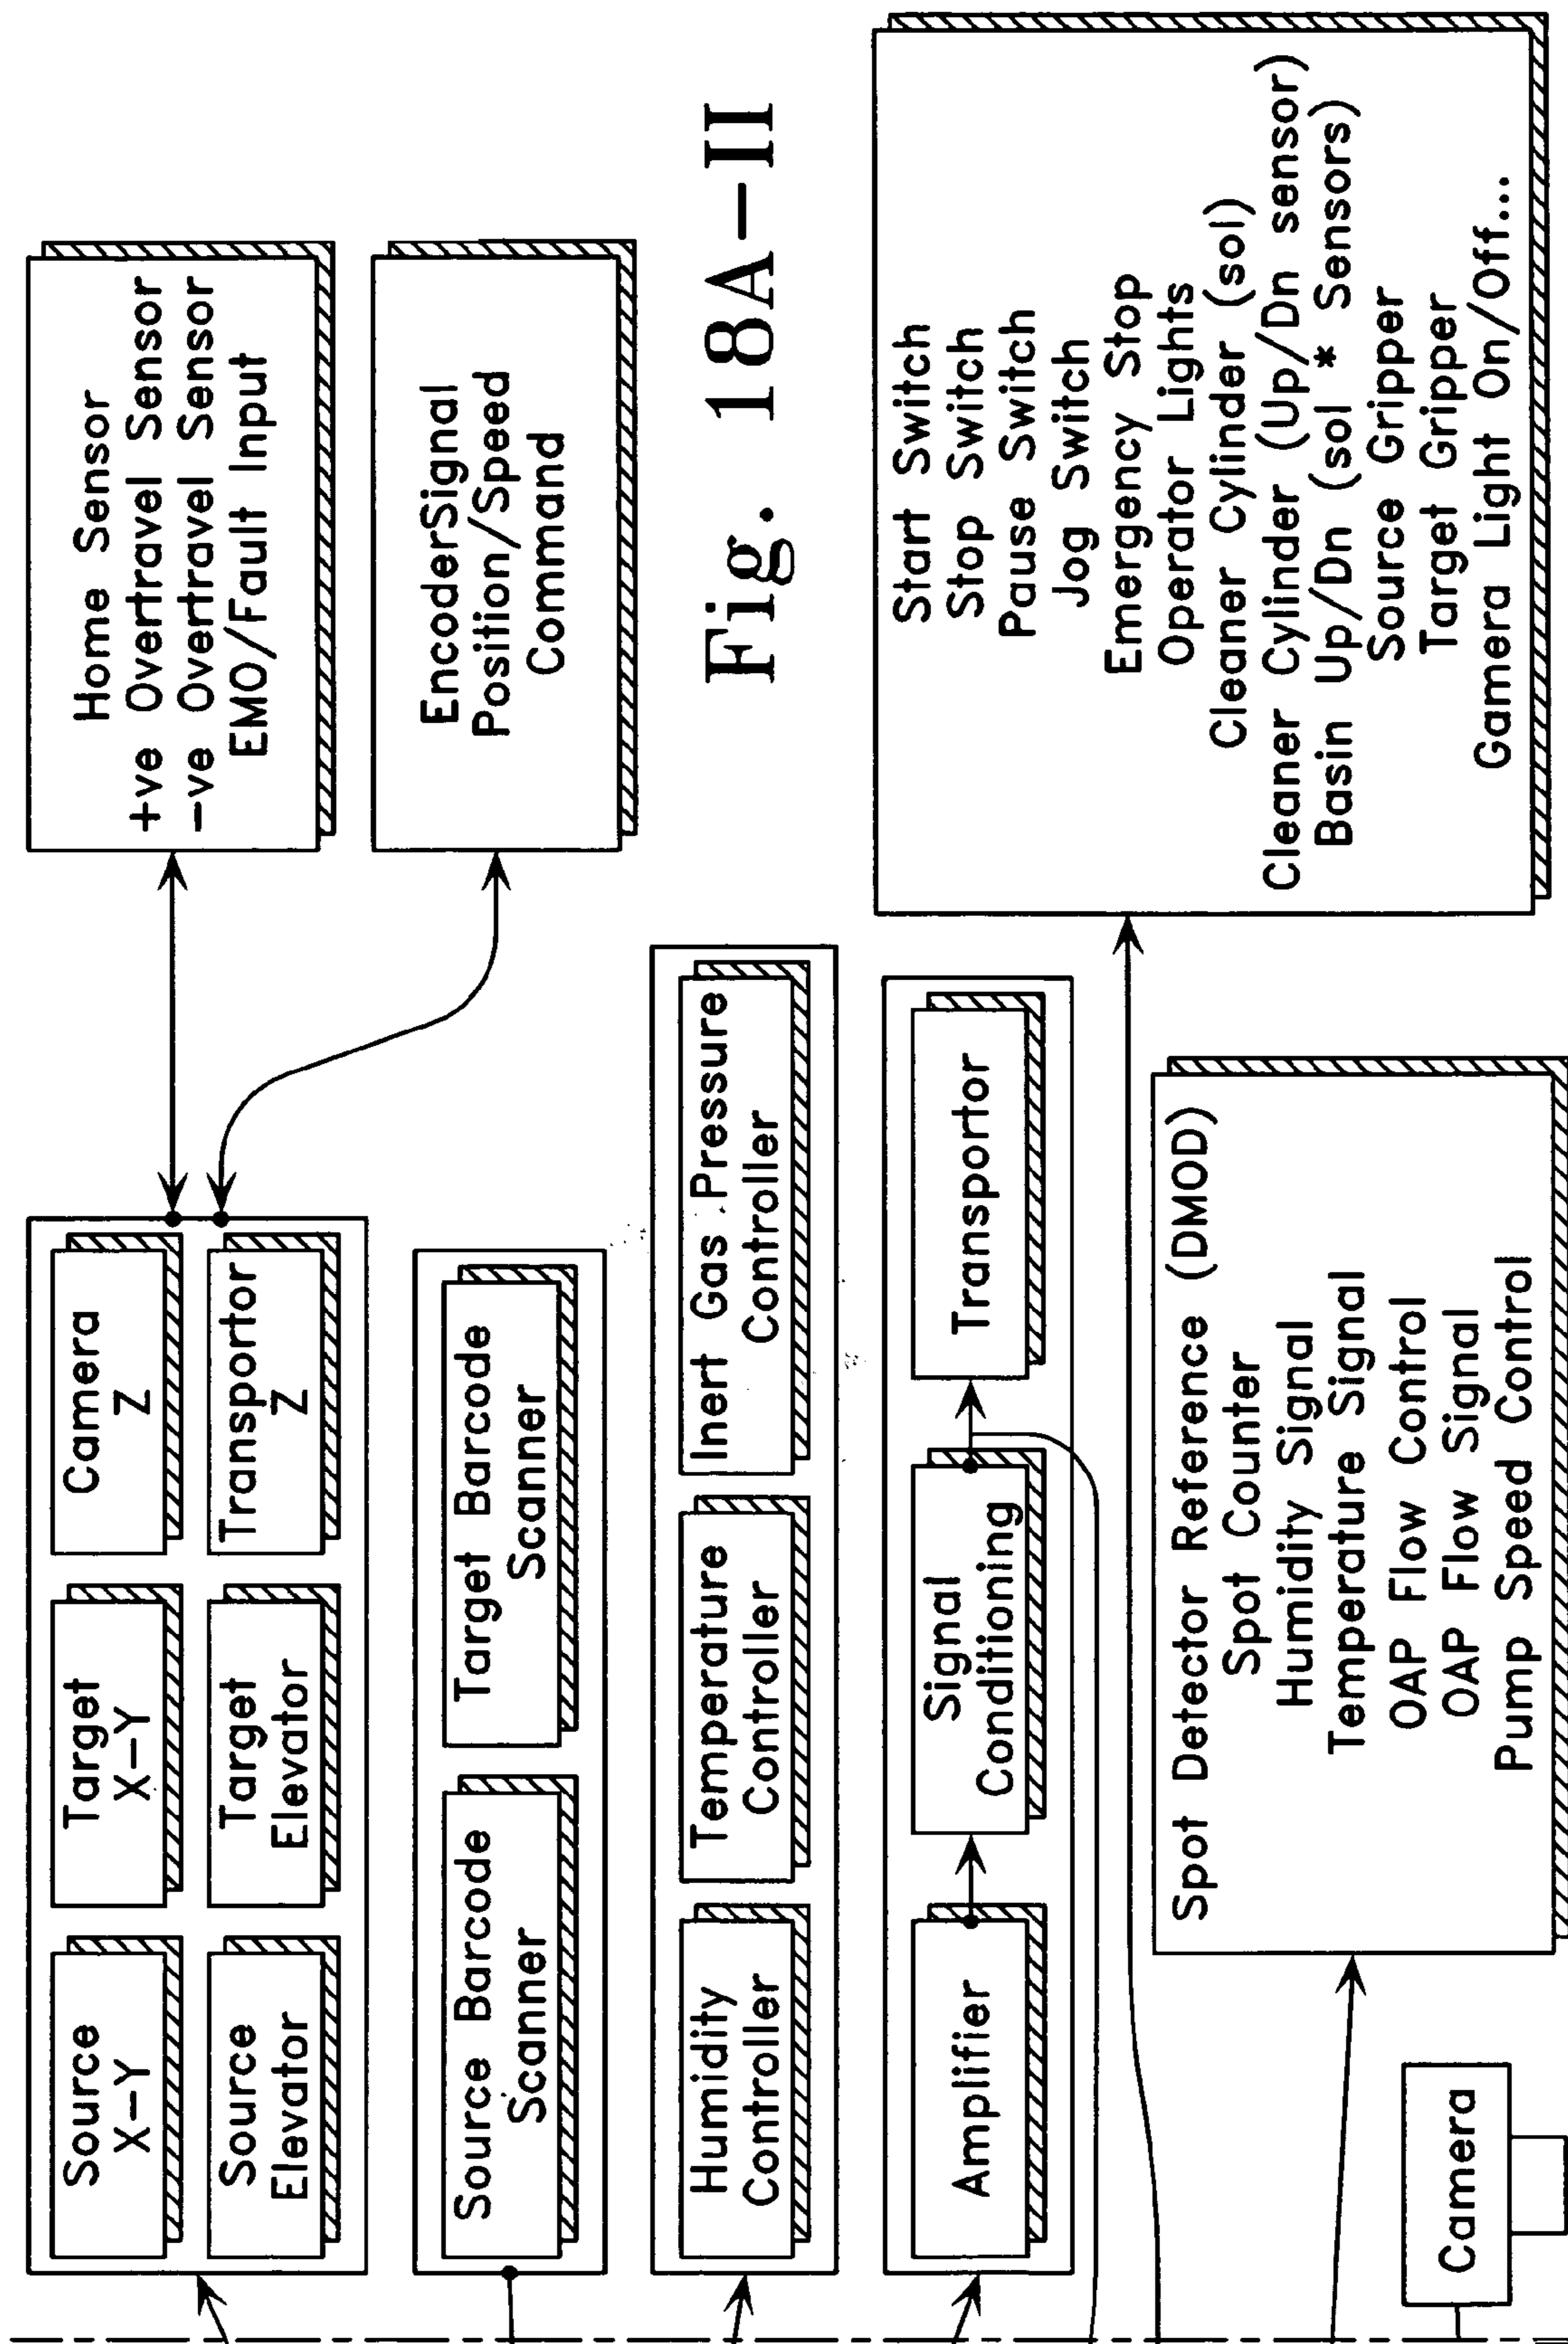 Source
X-Y
Target
X-Y
Camera
Z
Source
Elevator
Target
Elevator
Transportor
Z
Home Sensor
+ve Overtravel Sensor
-ve Overtravel Sensor
EMO/Fault Input
EncoderSignal
Position/Speed
Command
Source Barcode
Scanner
Target Barcode
Scanner
Humidity
Controller
Temperature
Controller
Inert Gas Pressure
Controller
Fig. 18A-II
Amplifier
Signal
Conditioning
Transportor
Start Switch
Stop Switch
Pause Switch
Jog Switch
Emergency Stop
Operator Lights
Cleaner Cylinder (sol)
Cleaner Cylinder (Up/Dn sensor)
Basin Up/Dn (sol * Sensors)
Source Gripper
Target Gripper
Gamera Light On/Off...
Spot Detector Reference (DMOD)
Spot Counter
Humidity Signal
Temperature Signal
OAP Flow Control
OAP Flow Signal
Pump Speed Control
Camera